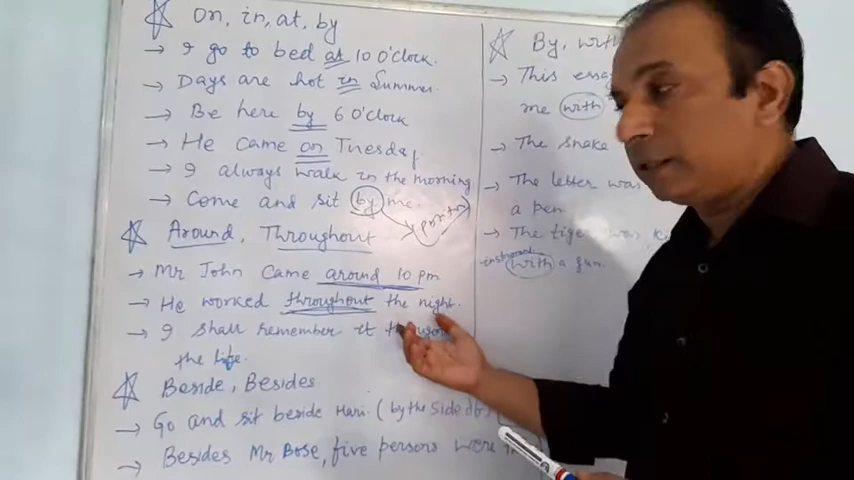 On, in, at, by
→ I go to bed at 10 O'clock.
→ Days are hot in Summer.
→ Be here by 6 O'clock
→ He came on Tuesday
→ I always walk in the morning
→ Come and sit by me.
Around, Throughout
→ Mr John came around 10 pm
→ He worked throughout the night.
→ I shall remember it
the life.
Beside, Besides
→ Go and sit beside Hari. (by the side of
→ Besides Mr Bose, five persons were
By, with
→ This
me with
→ The snake
→ The letter was
a pen
→ The tiger was
instrument
with a gun.